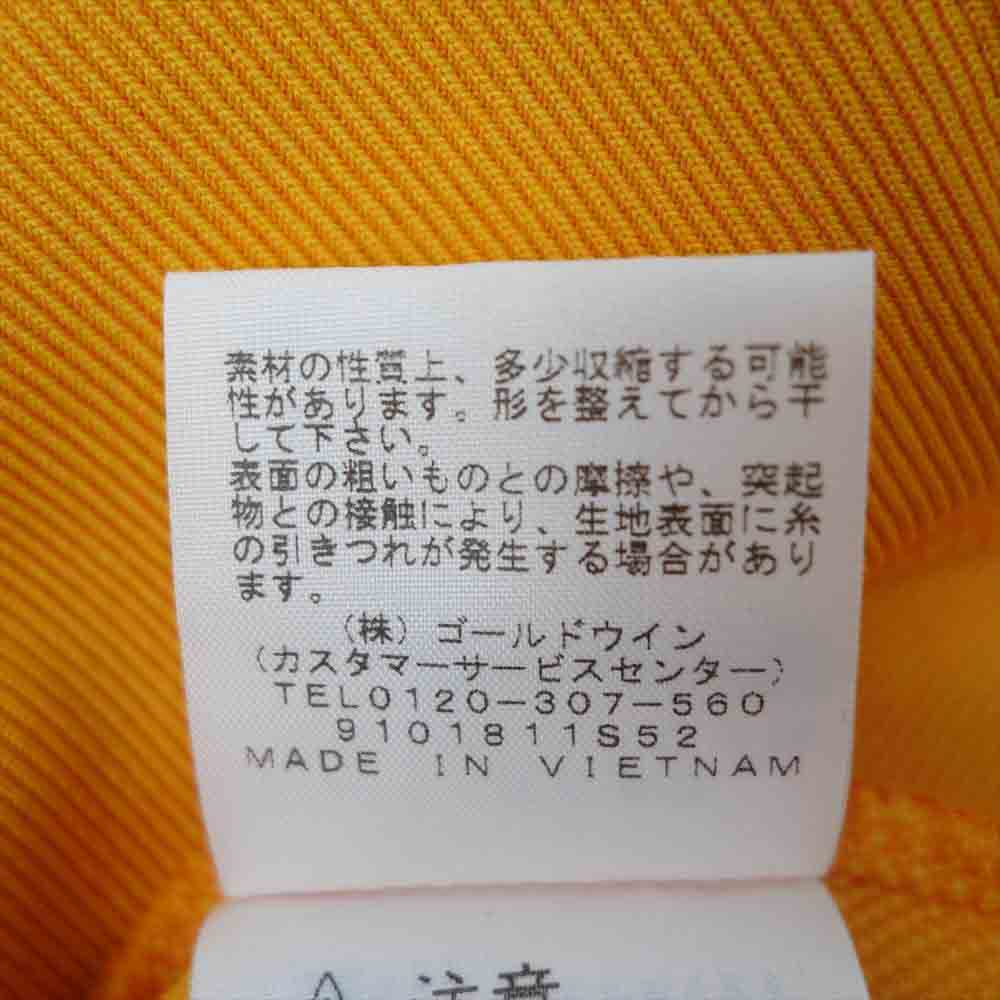 素材の性質上、多少収縮する可能
性があります。形を整えてから干
して下さい。
表面の粗いものとの摩擦や、突起
物との接触により、生地表面に糸
の引きつれが発生する場合があり
ます。
(株)ゴールドウイン
(カスタマーサービスセンター)
TEL0120-307-560
9101811S52
MADE IN VIETNAM
⚠ 注意